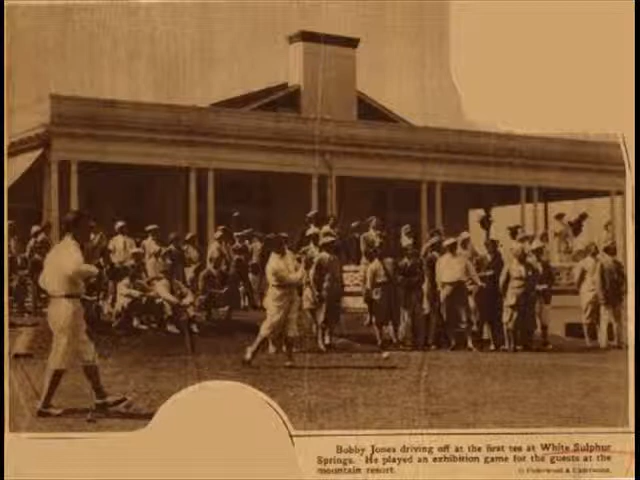 Bobby Jones driving off at the first tee at White Sulphur
Springs. He played an exhibition game for the guests at the
mountain resort.
© Underwood & Underwood.